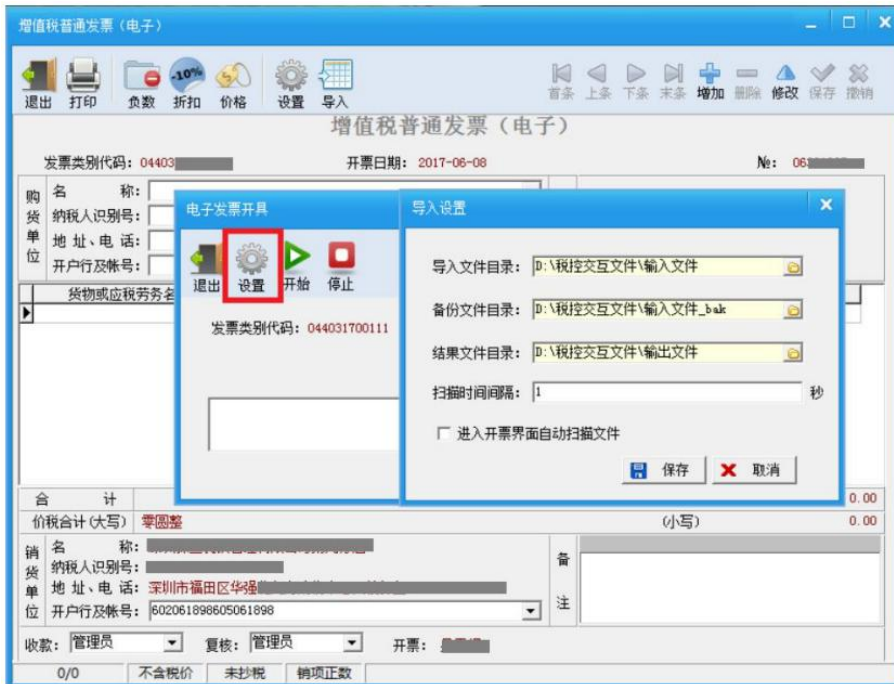 增值税普通发票（电子）
退出 打印 负数 折扣 价格 设置 导入 首条 上条 下条 末条 增加 删除 修改 保存 撤销
-10%
增值税普通发票（电子）
发票类别代码：04403 开票日期：2017-06-08 №：06
购货单位
名 称：
纳税人识别号：
地 址、电 话：
开户行及帐号：
货物或应税劳务名
电子发票开具
退出 设置 开始 停止
发票类别代码：044031700111
导入设置
导入文件目录：D:\税控交互文件\输入文件
备份文件目录：D:\税控交互文件\输入文件_bak
结果文件目录：D:\税控交互文件\输出文件
扫描时间间隔：1 秒
进入开票界面自动扫描文件
保存 取消
合 计 0.00
价税合计(大写) 零圆整 (小写) 0.00
销货单位
名 称：
纳税人识别号：
地 址、电 话：深圳市福田区华强
开户行及帐号：602061898605061898
备注
收款：管理员 复核：管理员 开票：
0/0 不含税价 未抄税 销项正数